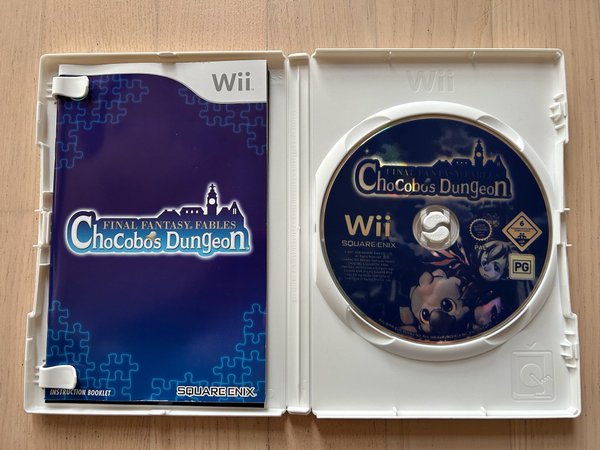 Wii
FINAL FANTASY FABLES
Chocobo's Dungeon
INSTRUCTION BOOKLET
SQUARE ENIX
Wii
FINAL FANTASY FABLES
Chocobo's Dungeon
Wii
SQUARE ENIX
6
PG